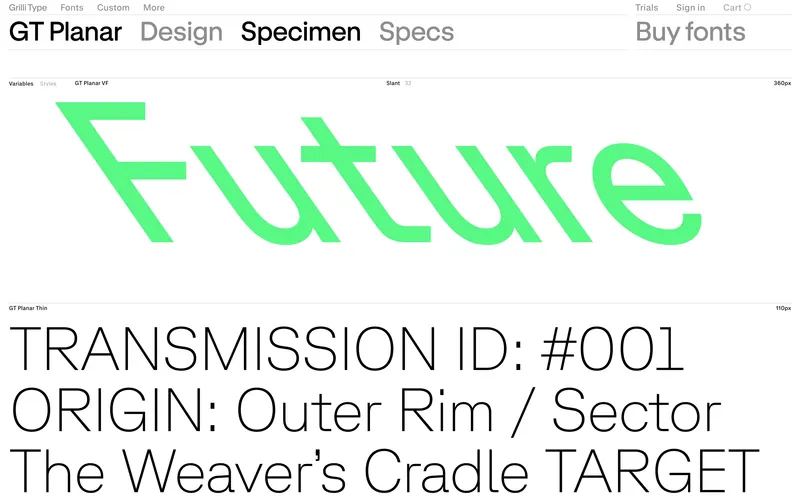 Grilli Type Fonts Custom More Trials Sign in Cart
GT Planar Design Specimen Specs Buy fonts
Variables Styles GT Planar VF Slant 33 360px
Future
GT Planar Thin 110px
TRANSMISSION ID: #001
ORIGIN: Outer Rim / Sector
The Weaver’s Cradle TARGET